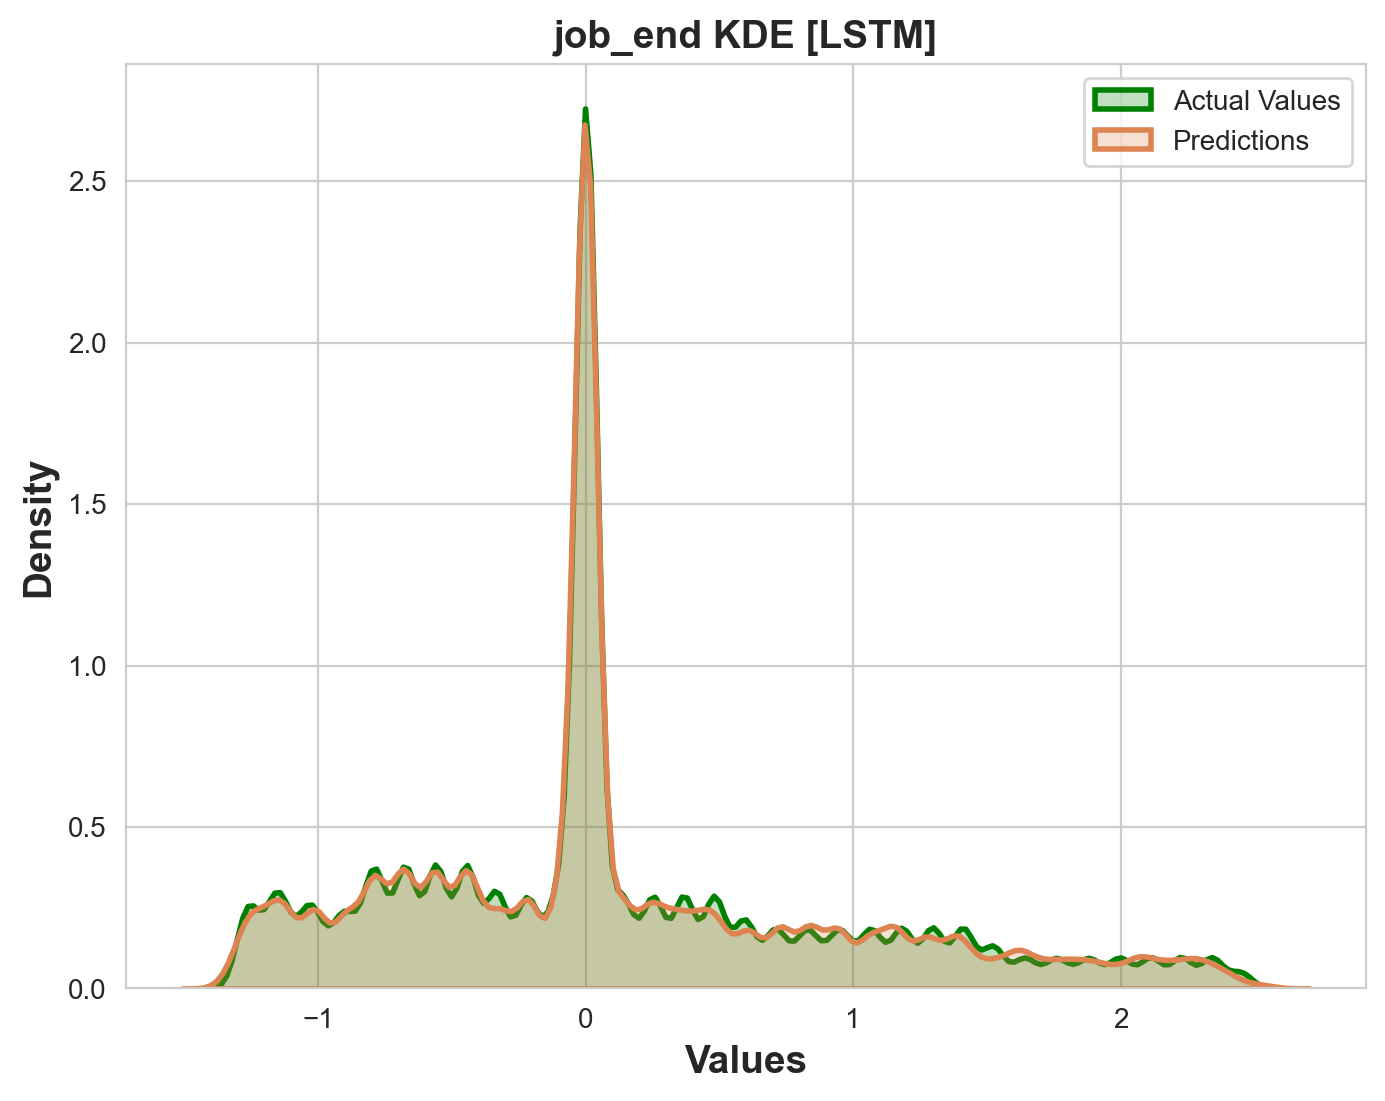 job_end KDE [LSTM]
Actual Values
Predictions
Density
2.5
2.0
1.5
1.0
0.5
0.0
−1
0
1
2
Values